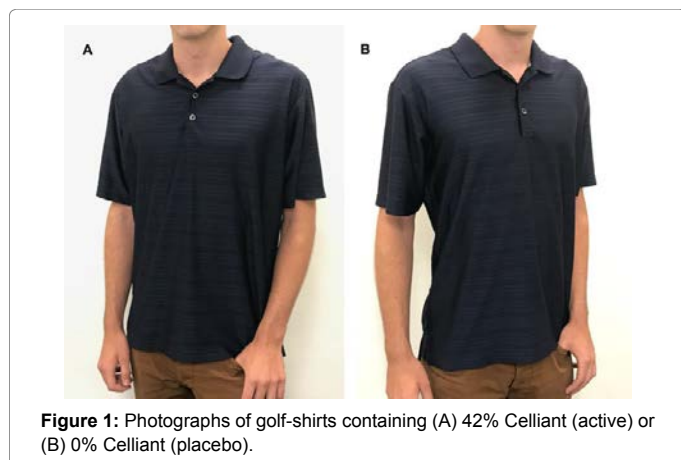 A
B
Figure 1: Photographs of golf-shirts containing (A) 42% Celliant (active) or
(B) 0% Celliant (placebo).